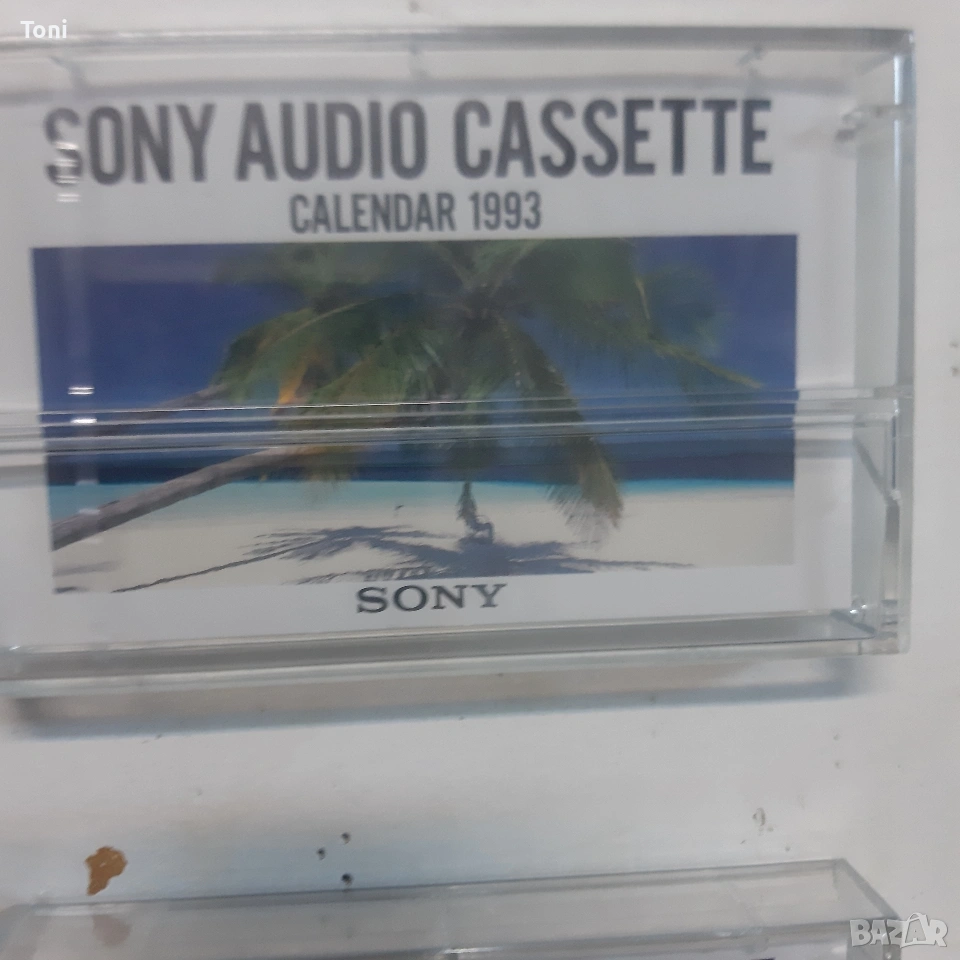 Toni
SONY AUDIO CASSETTE
CALENDAR 1993
SONY
BAZAR